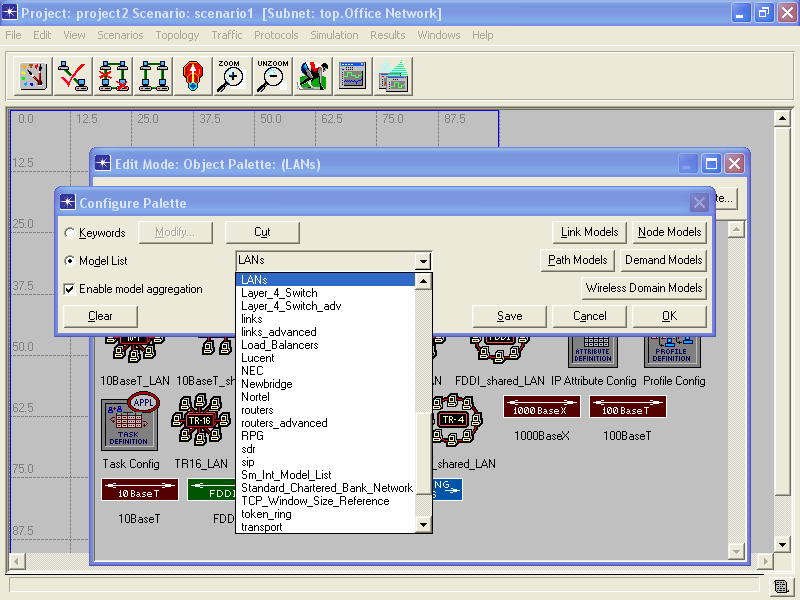 Project: project2 Scenario: scenario1 [Subnet: top.Office Network]
File Edit View Scenarios Topology Traffic Protocols Simulation Results Windows Help
ZOOM UNZOOM
0.0 12.5 25.0 37.5 50.0 62.5 75.0 87.5
12.5
Edit Mode: Object Palette: (LANs)
te...
Configure Palette
25.0
Keywords Modify... Cut Link Models Node Models
Model List LANs Path Models Demand Models
37.5
Enable model aggregation Wireless Domain Models
Clear Save Cancel OK
LANs
Layer_4_Switch
Layer_4_Switch_adv
links
links_advanced
Load_Balancers
Lucent
NEC
Newbridge
Nortel
routers
routers_advanced
RPG
sdr
sip
Sm_Int_Model_List
Standard_Chartered_Bank_Network
TCP_Window_Size_Reference
token_ring
transport
50.0
FDDI ATTRIBUTE DEFINITION PROFILE DEFINITION
10BaseT_LAN 10BaseT_sh AN FDDI_shared_LAN IP Attribute Config Profile Config
62.5
APPL TASK DEFINITION TR-16 TR-4 1000BaseX 100BaseT
1000BaseX 100BaseT
Task Config TR16_LAN _shared_LAN
75.0
10BaseT FDDI NG
10BaseT FDD
87.5